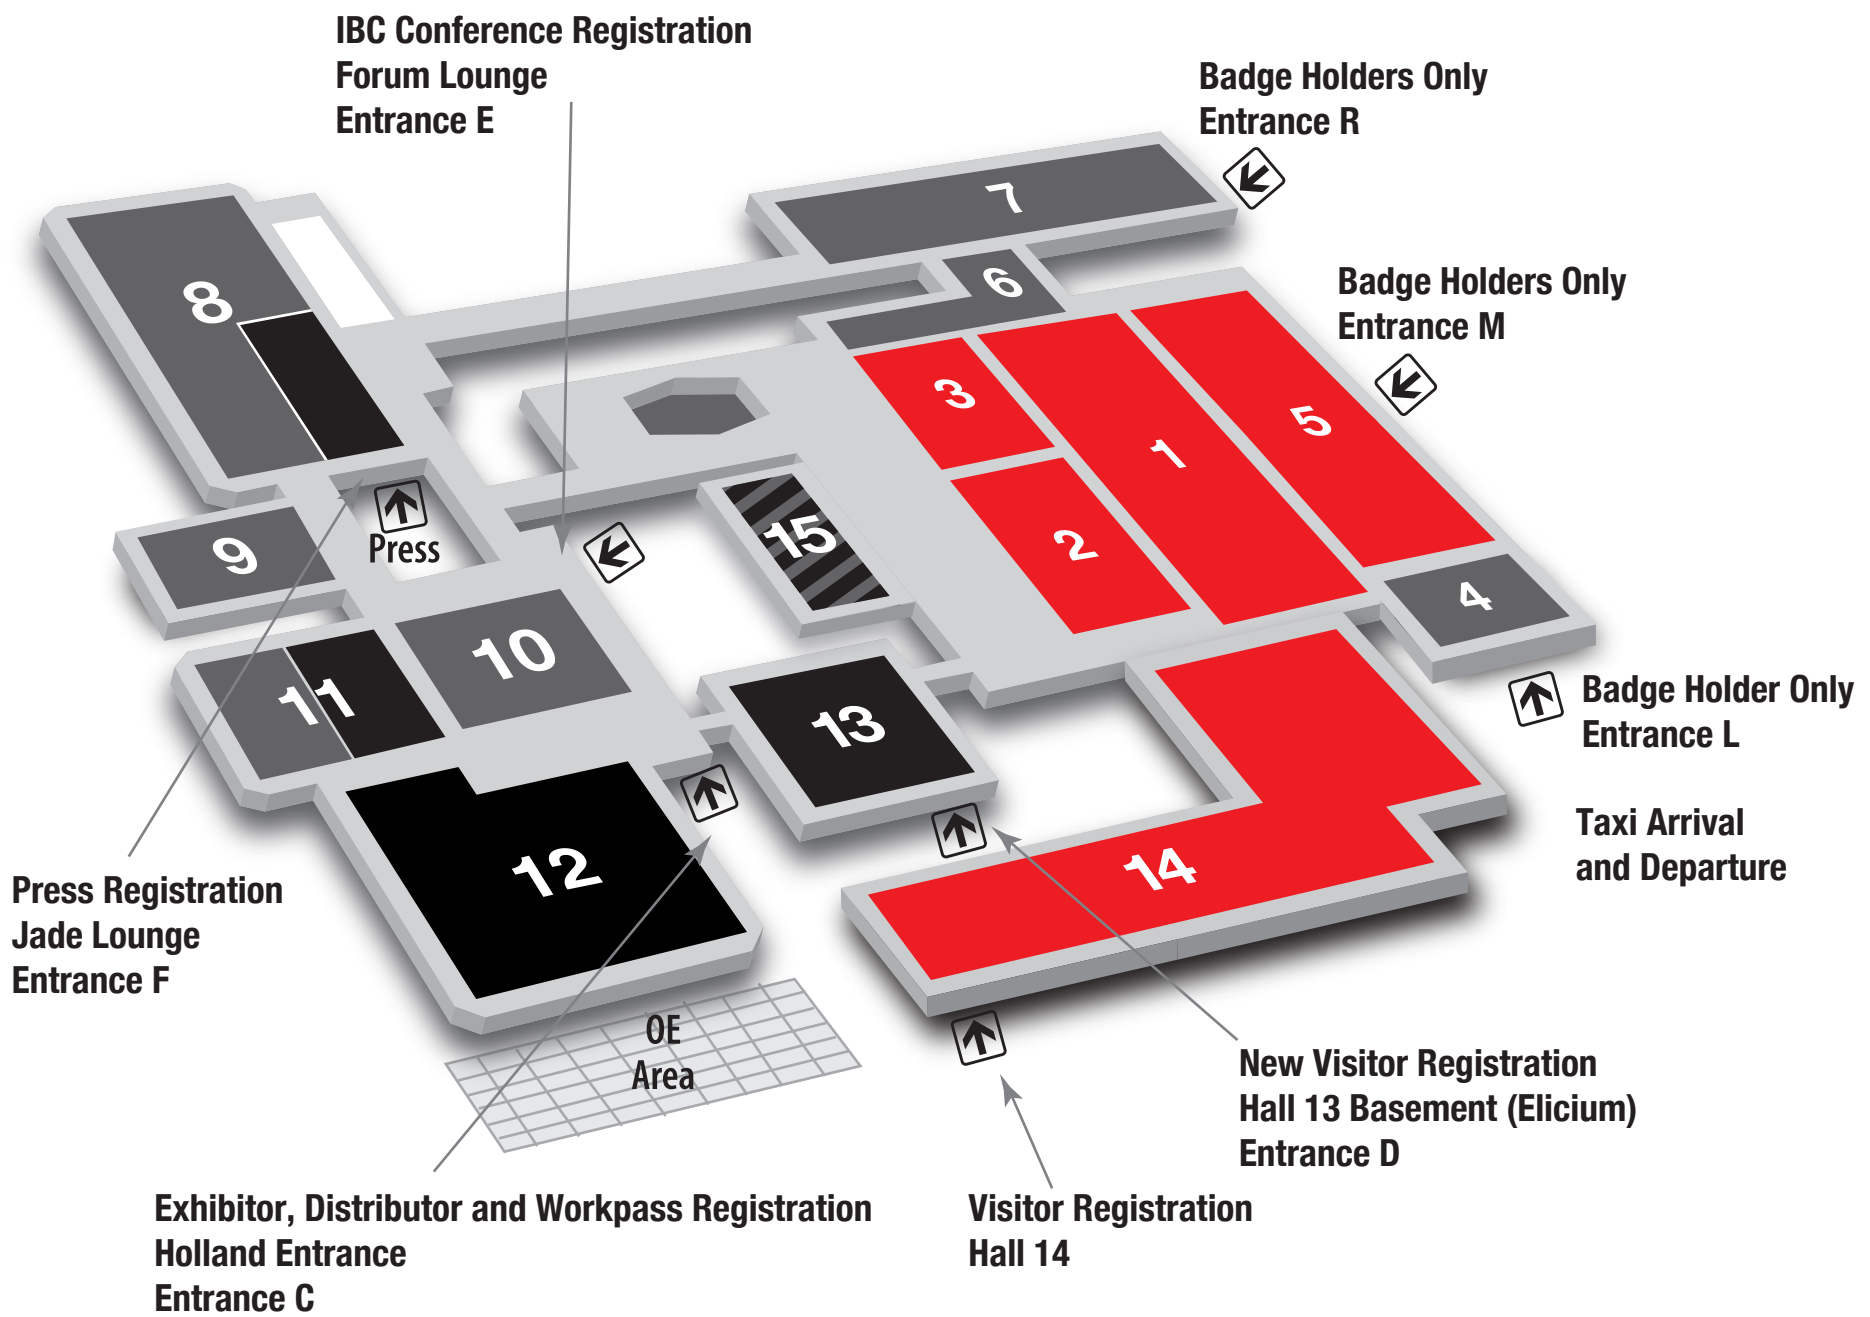 IBC Conference Registration
Forum Lounge
Entrance E
Badge Holders Only
Entrance R
7
8
6
Badge Holders Only
Entrance M
3
1
5
Press
9
15
2
4
10
11
13
Badge Holder Only
Entrance L
12
14
Taxi Arrival
and Departure
Press Registration
Jade Lounge
Entrance F
OE
Area
New Visitor Registration
Hall 13 Basement (Elicium)
Entrance D
Exhibitor, Distributor and Workpass Registration
Holland Entrance
Entrance C
Visitor Registration
Hall 14